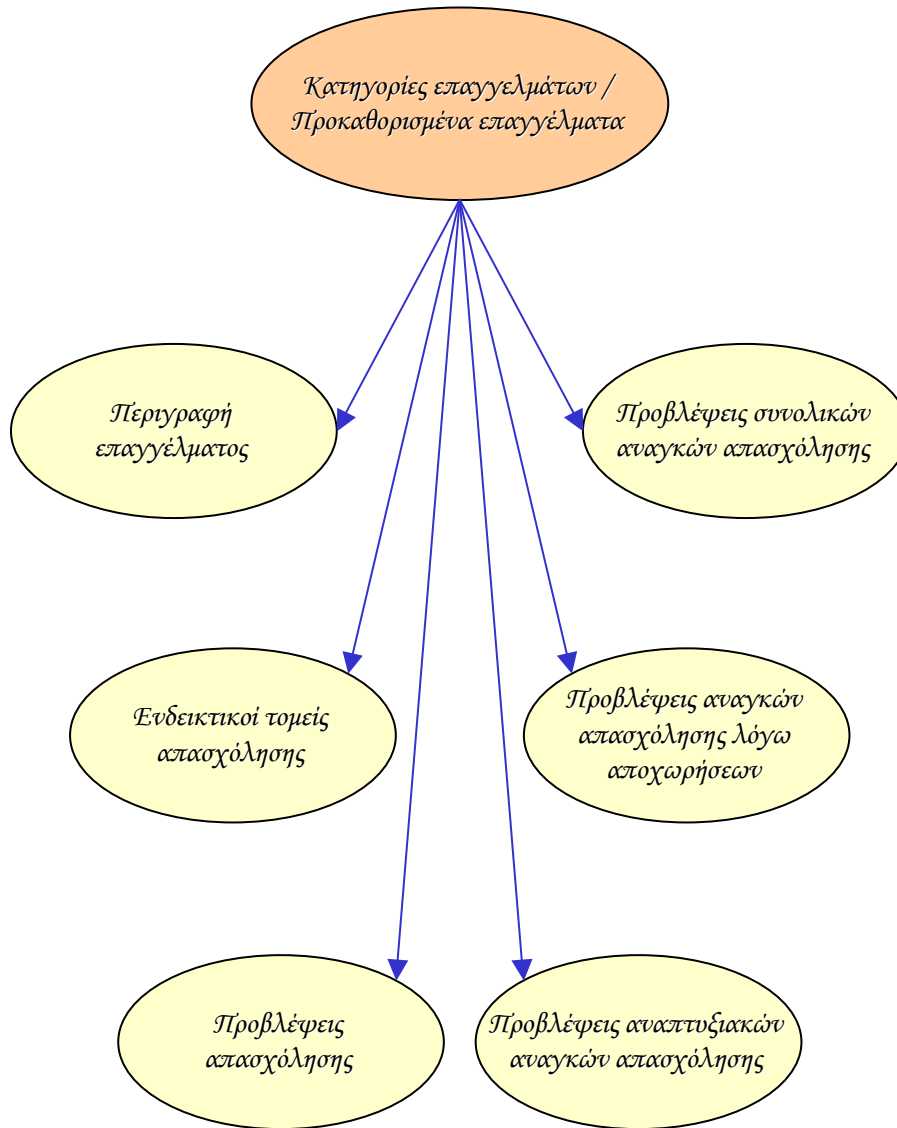 Κατηγορίες επαγγελμάτων /
Προκαθορισμένα επαγγέλματα
Περιγραφή
επαγγέλματος
Προβλέψεις συνολικών
αναγκών απασχόλησης
Ενδεικτικοί τομείς
απασχόλησης
Προβλέψεις αναγκών
απασχόλησης λόγω
αποχωρήσεων
Προβλέψεις
απασχόλησης
Προβλέψεις αναπτυξιακών
αναγκών απασχόλησης